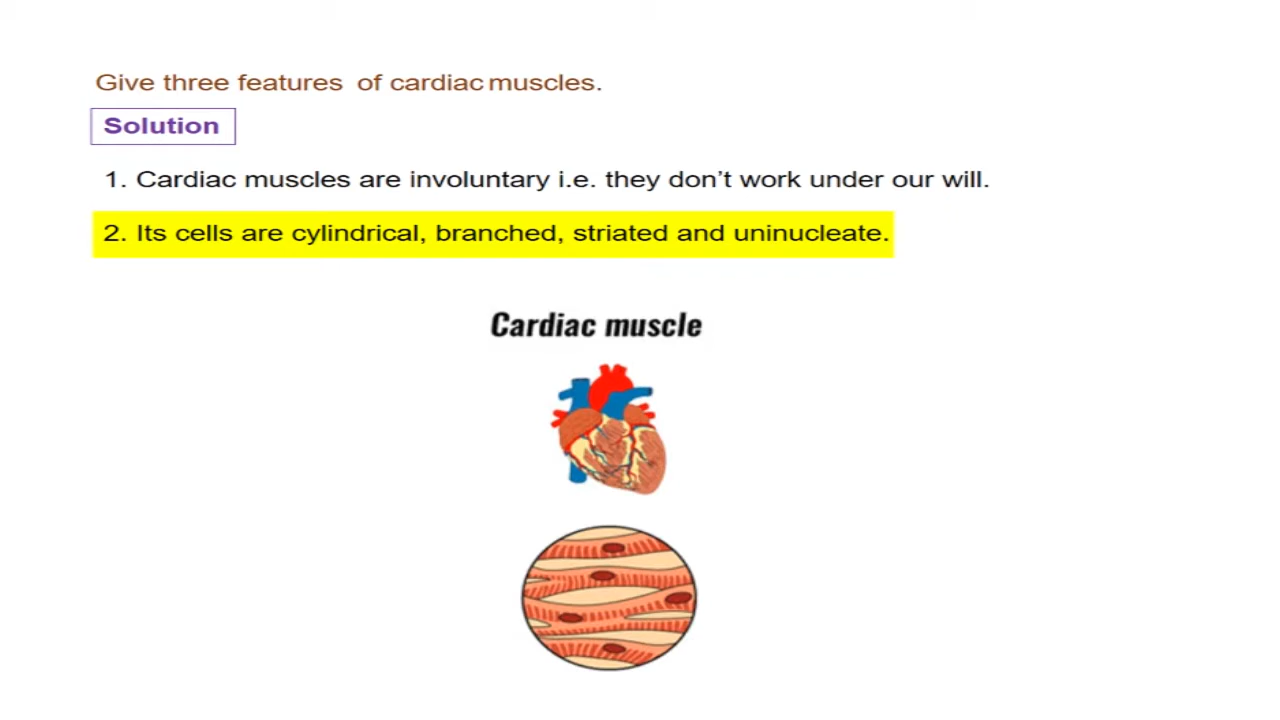 Give three features of cardiac muscles.
Solution
1. Cardiac muscles are involuntary i.e. they don’t work under our will.
2. Its cells are cylindrical, branched, striated and uninucleate.
Cardiac muscle